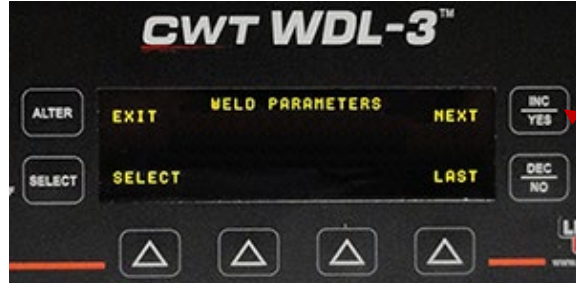 CWT WDL-3™
ALTER
EXIT
WELD PARAMETERS
NEXT
INC
YES
SELECT
SELECT
LAST
DEC
NO